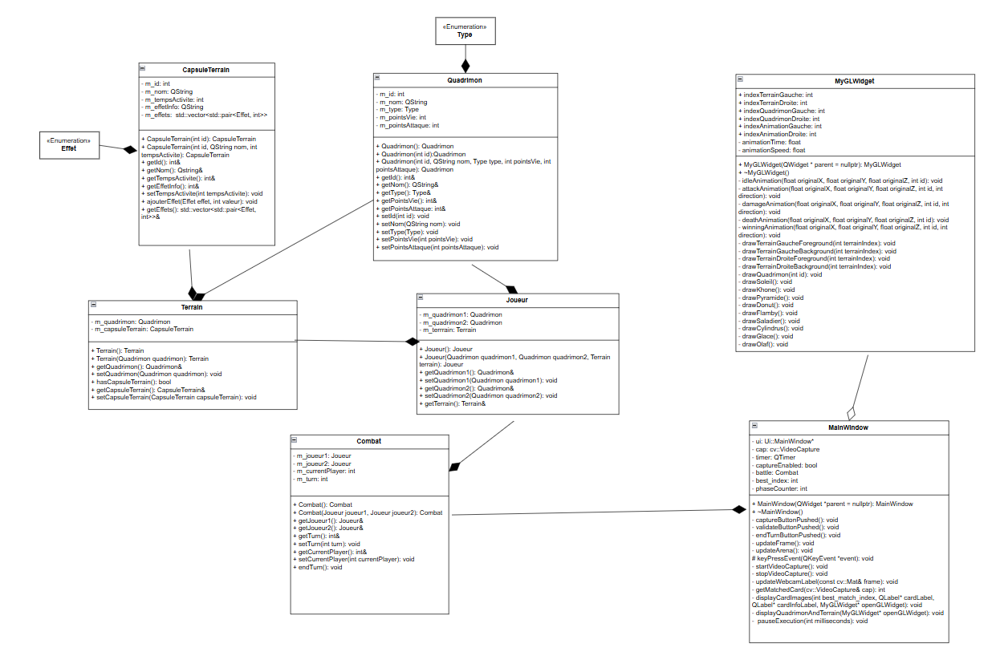 «Enumeration»
Type
CapsuleTerrain
- m_id: int
- m_nom: QString
- m_tempsActivite: int
- m_effetInfo: QString
- m_effets:  std::vector<std::pair<Effet, int>>
+ CapsuleTerrain(int id): CapsuleTerrain
+ CapsuleTerrain(int id, QString nom, int
tempsActivite): CapsuleTerrain
+ getId(): int&
+ getNom(): Qstring&
+ getTempsActivite(): int&
+ getEffetInfo(): int&
+ setTempsActivite(int tempsActivite): void
+ ajouterEffet(Effet effet, int valeur): void
+ getEffets(): std::vector<std::pair<Effet,
int>>&
«Enumeration»
Effet
Quadrimon
- m_id: int
- m_nom: QString
- m_type: Type
- m_pointsVie: int
- m_pointsAttaque: int
+ Quadrimon(): Quadrimon
+ Quadrimon(int id):Quadrimon
+ Quadrimon(int id, QString nom, Type type, int pointsVie, int
pointsAttaque): Quadrimon
+ getId(): int&
+ getNom(): QString&
+ getType(): Type&
+ getPointsVie(): int&
+ getPointsAttaque: int&
+ setId(int id): void
+ setNom(QString nom): void
+ setType(Type): void
+ setPointsVie(int pointsVie): void
+ setPointsAttaque(int pointsAttaque): void
MyGLWidget
+ indexTerrainGauche: int
+ indexTerrainDroite: int
+ indexQuadrimonGauche: int
+ indexQuadrimonDroite: int
+ indexAnimationGauche: int
+ indexAnimationDroite: int
- animationTime: float
- animationSpeed: float
+ MyGLWidget(QWidget * parent = nullptr): MyGLWidget
+ ~MyGLWidget()
- idleAnimation(float originalX, float originalY, float originalZ, int id): void
- attackAnimation(float originalX, float originalY, float originalZ, int id, int
direction): void
- damageAnimation(float originalX, float originalY, float originalZ, int id, int
direction): void
- deathAnimation(float originalX, float originalY, float originalZ, int id): void
- winningAnimation(float originalX, float originalY, float originalZ, int id, int
direction): void
- drawTerrainGaucheForeground(int terrainIndex): void
- drawTerrainGaucheBackground(int terrainIndex): void
- drawTerrainDroiteForeground(int terrainIndex): void
- drawTerrainDroiteBackground(int terrainIndex): void
- drawQuadrimon(int id): void
- drawSoleil(): void
- drawKhone(): void
- drawPyramide(): void
- drawDonut(): void
- drawFlamby(): void
- drawSaladier(): void
- drawCylindrus(): void
- drawGlace(): void
- drawOlaf(): void
Terrain
- m_quadrimon: Quadrimon
- m_capsuleTerrain: CapsuleTerrain
+ Terrain(): Terrain
+ Terrain(Quadrimon quadrimon): Terrain
+ getQuadrimon(): Quadrimon&
+ setQuadrimon(Quadrimon quadrimon): void
+ hasCapsuleTerrain(): bool
+ getCapsuleTerrain(): CapsuleTerrain&
+ setCapsuleTerrain(CapsuleTerrain capsuleTerrain): void
Joueur
- m_quadrimon1: Quadrimon
- m_quadrimon2: Quadrimon
- m_terrrain: Terrain
+ Joueur(): Joueur
+ Joueur(Quadrimon quadrimon1, Quadrimon quadrimon2, Terrain
terrain): Joueur
+ getQuadrimon1(): Quadrimon&
+ setQuadrimon1(Quadrimon quadrimon1): void
+ getQuadrimon2(): Quadrimon&
+ setQuadrimon2(Quadrimon quadrimon2): void
+ getTerrain(): Terrain&
Combat
- m_joueur1: Joueur
- m_joueur2: Joueur
- m_currentPlayer: int
- m_turn: int
+ Combat(): Combat
+ Combat(Joueur joueur1, Joueur joueur2): Combat
+ getJoueur1(): Joueur&
+ getJoueur2(): Joueur&
+ getTurn(): int&
+ setTurn(int turn): void
+ getCurrentPlayer(): int&
+ setCurrentPlayer(int currentPlayer): void
+ endTurn(): void
MainWindow
- ui: Ui::MainWindow*
- cap: cv::VideoCapture
- timer: QTimer
- captureEnabled: bool
- battle: Combat
- best_index: int
- phaseCounter: int
+ MainWindow(QWidget *parent = nullptr): MainWindow
+ ~MainWindow()
- captureButtonPushed(): void
- validateButtonPushed(): void
- endTurnButtonPushed(): void
- updateFrame(): void
- updateArena(): void
# keyPressEvent(QKeyEvent *event): void
- startVideoCapture(): void
- stopVideoCapture(): void
- updateWebcamLabel(const cv::Mat& frame): void
- getMatchedCard(cv::VideoCapture& cap): int
- displayCardImages(int best_match_index, QLabel* cardLabel,
QLabel* cardInfoLabel, MyGLWidget* openGLWidget): void
- displayQuadrimonAndTerrain(MyGLWidget* openGLWidget): void
-  pauseExecution(int milliseconds): void